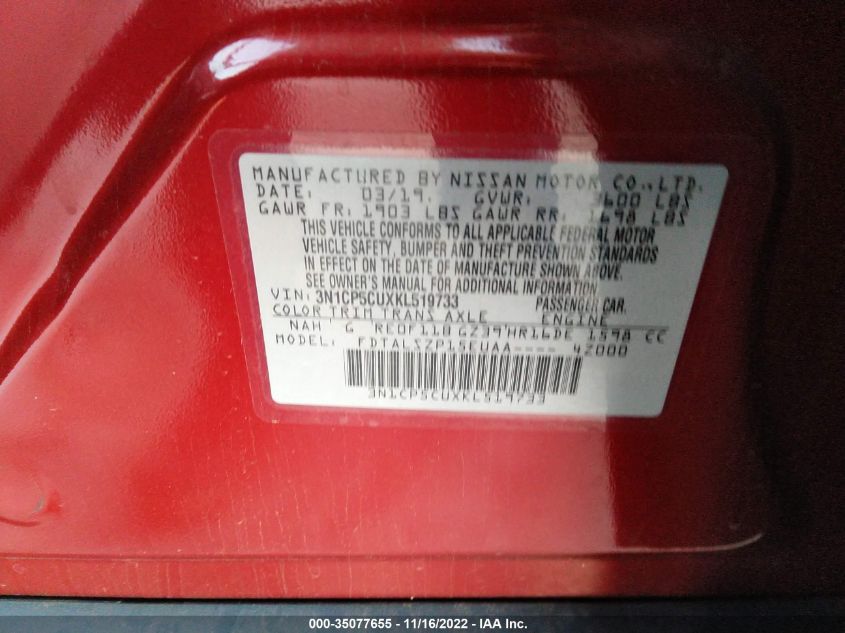 MANUFACTURED BY NISSAN MOTOR CO.,LTD.
DATE: 03/19. GVWR: 3600 LBS
GAWR FR: 1903 LBS GAWR RR: 1698 LBS
THIS VEHICLE CONFORMS TO ALL APPLICABLE FEDERAL MOTOR
VEHICLE SAFETY, BUMPER AND THEFT PREVENTION STANDARDS
IN EFFECT ON THE DATE OF MANUFACTURE SHOWN ABOVE.
SEE OWNER'S MANUAL FOR ADDITIONAL INFORMATION
VIN: 3N1CP5CUXKL519733 PASSENGER CAR.
COLOR TRIM TRANS AXLE ENGINE
NAH G RE0F11B GZ39 HR16DE 1598 CC
MODEL: FDTALSZP15EUAA---- 4Z000
3N1CP5CUXKL519733
000-35077655 - 11/16/2022 - IAA Inc.